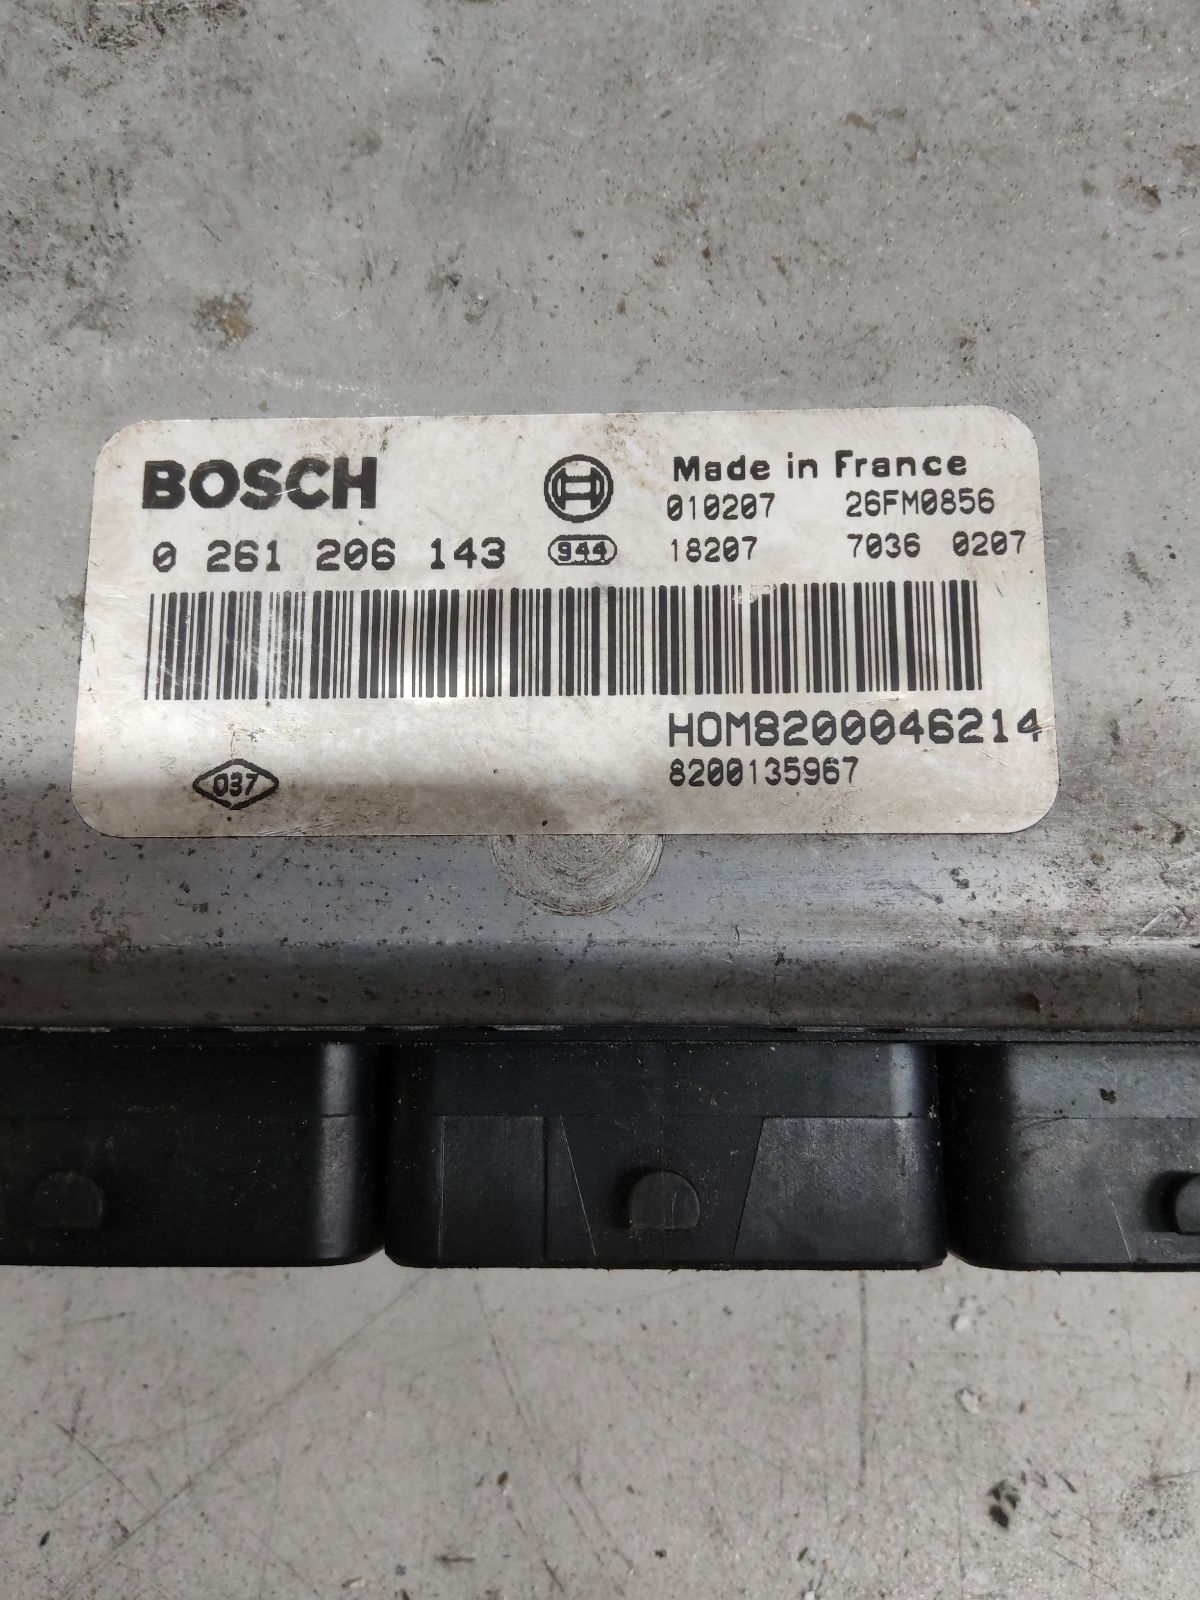 BOSCH
Made in France
010207 26FM0856
0 261 206 143 944 18207 7036 0207
HOM8200046214
8200135967
037